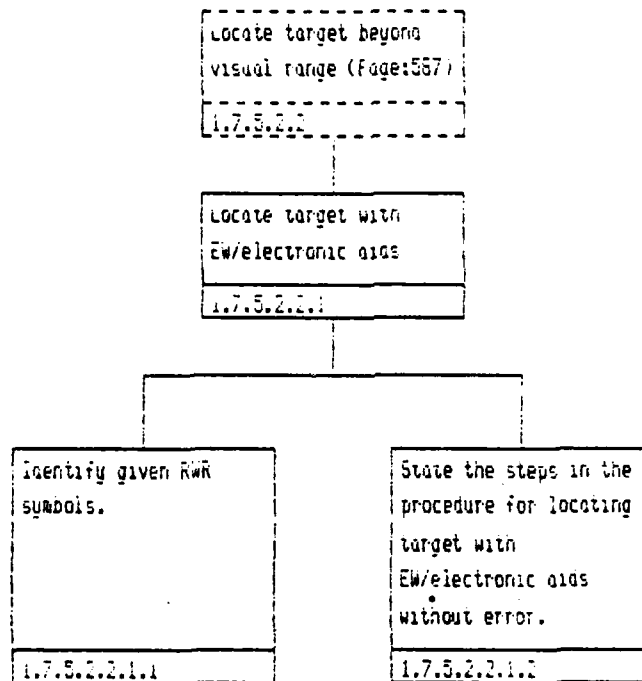 Locate target beyond
visual range (Page:587)
1.7.5.2.2
Locate target with
EW/electronic aids
1.7.5.2.2.1
Identify given RWR
symbols.
1.7.5.2.2.1.1
State the steps in the
procedure for locating
target with
EW/electronic aids
without error.
1.7.5.2.2.1.2